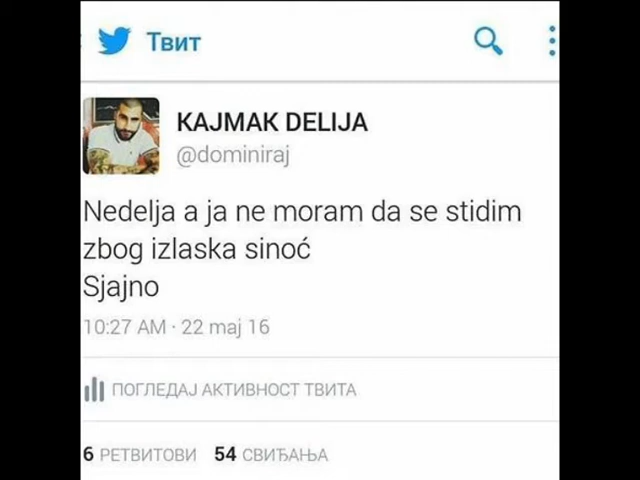 Твит
KAJMAK DELIJA
@dominiraj
Nedelja a ja ne moram da se stidim
zbog izlaska sinoć
Sjajno
10:27 AM · 22 maj 16
ПОГЛЕДАЈ АКТИВНОСТ ТВИТА
6 РЕТВИТОВИ 54 СВИЂАЊА